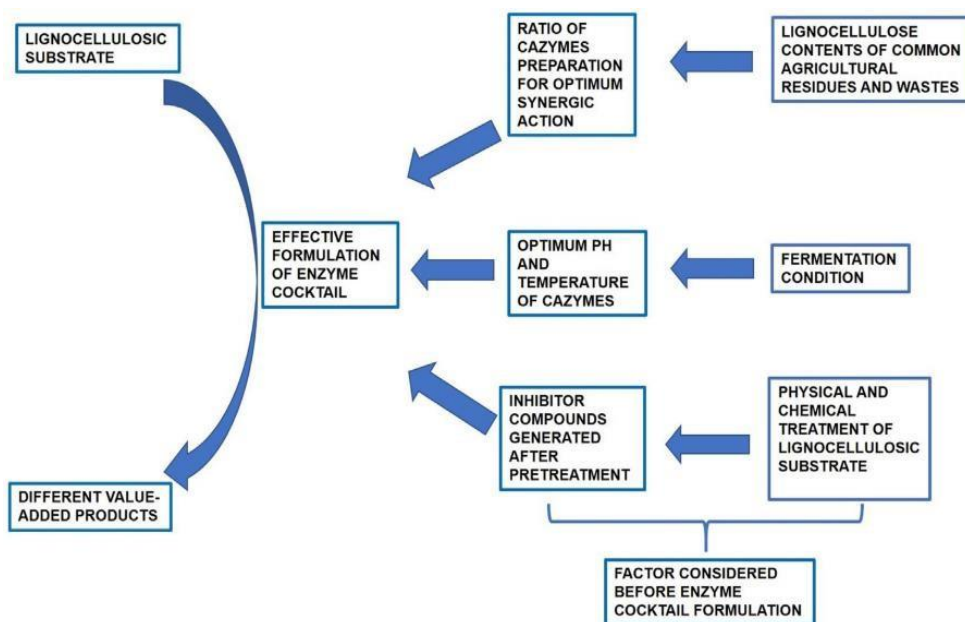 LIGNOCELLULOSIC
SUBSTRATE
RATIO OF
CAZYMES
PREPARATION
FOR OPTIMUM
SYNERGIC
ACTION
LIGNOCELLULOSE
CONTENTS OF COMMON
AGRICULTURAL
RESIDUES AND WASTES
EFFECTIVE
FORMULATION
OF ENZYME
COCKTAIL
OPTIMUM PH
AND
TEMPERATURE
OF CAZYMES
FERMENTATION
CONDITION
INHIBITOR
COMPOUNDS
GENERATED
AFTER
PRETREATMENT
PHYSICAL AND
CHEMICAL
TREATMENT OF
LIGNOCELLULOSIC
SUBSTRATE
DIFFERENT VALUE-
ADDED PRODUCTS
FACTOR CONSIDERED
BEFORE ENZYME
COCKTAIL FORMULATION